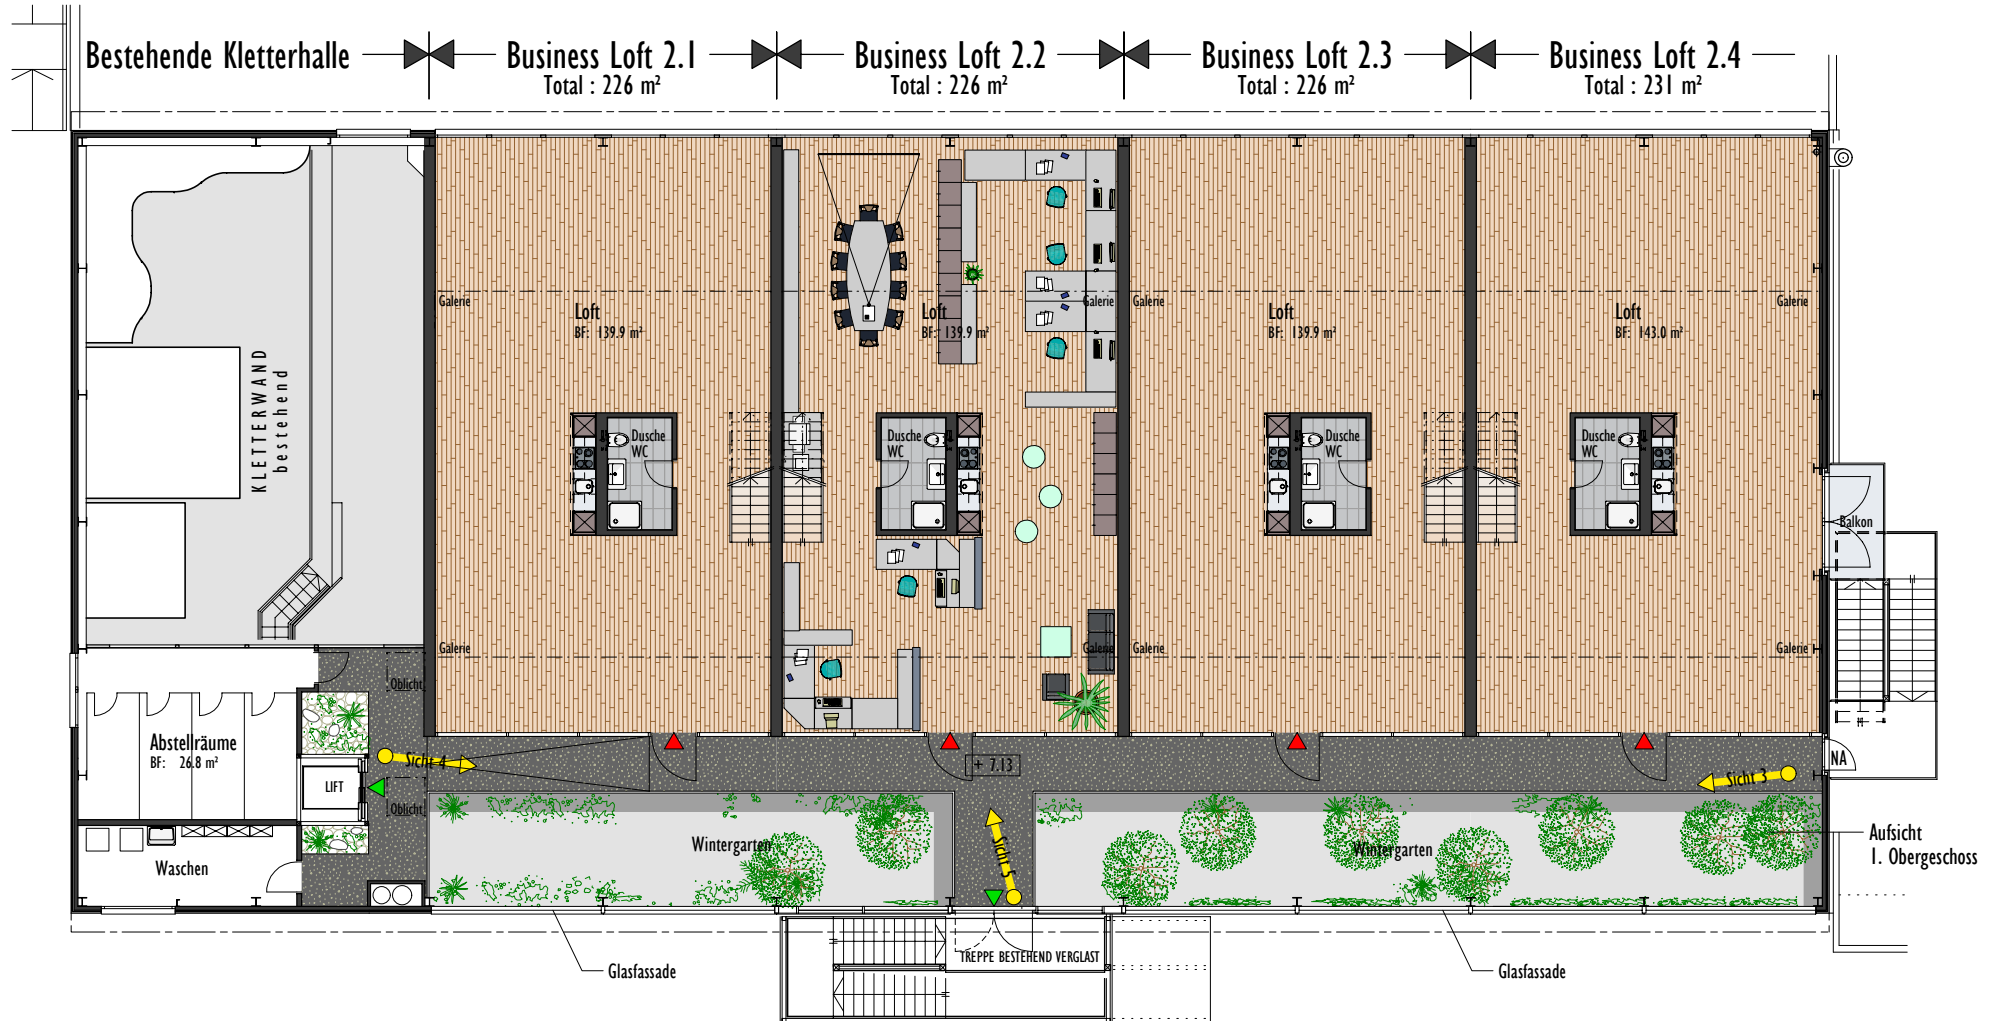 Bestehende Kletterhalle
Business Loft 2.1
Total : 226 m²
Business Loft 2.2
Total : 226 m²
Business Loft 2.3
Total : 226 m²
Business Loft 2.4
Total : 231 m²
Galerie
Galerie
Galerie
Galerie
Loft
BF: 139.9 m²
Loft
BF: 139.9 m²
Loft
BF: 139.9 m²
Loft
BF: 143.0 m²
KLETTERWAND
bestehend
Dusche
WC
Dusche
WC
Dusche
WC
Dusche
WC
Balkon
Galerie
Galerie
Galerie
Galerie
Oblicht
Abstellräume
BF: 26.8 m²
Sicht 4
+ 7.13
NA
Sicht 3
LIFT
Oblicht
Wintergarten
Sicht 5
Wintergarten
Aufsicht
1. Obergeschoss
Waschen
TREPPE BESTEHEND VERGLAST
Glasfassade
Glasfassade